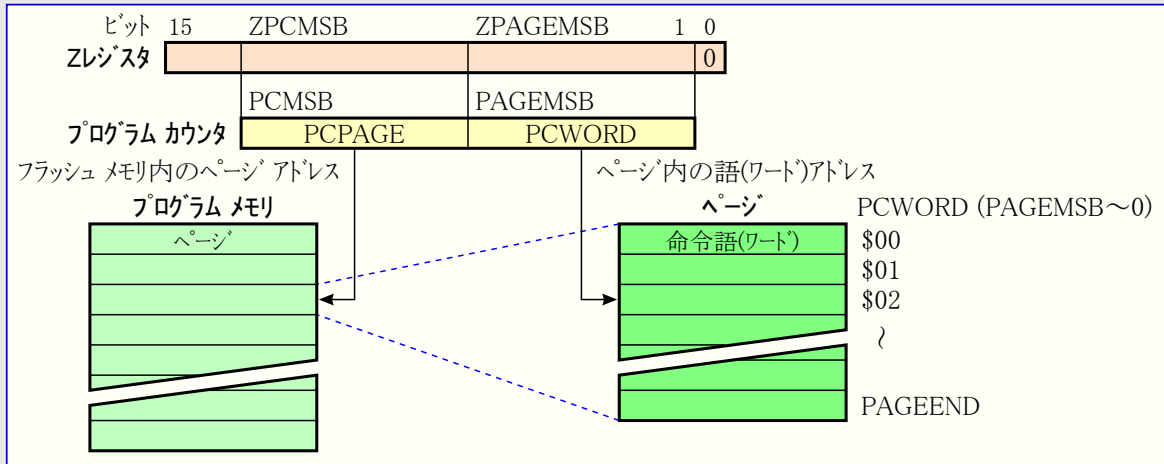 ビット 15 ZPCMSB ZPAGEMSB 1 0
Zレジスタ 0
PCMSB PAGEMSB
プログラム カウンタ PCPAGE PCWORD
フラッシュ メモリ内のページ アドレス ページ内の語(ワード)アドレス
プログラム メモリ ページ PCWORD (PAGEMSB～0)
ページ 命令語(ワード) $00
$01
$02
～
PAGEEND